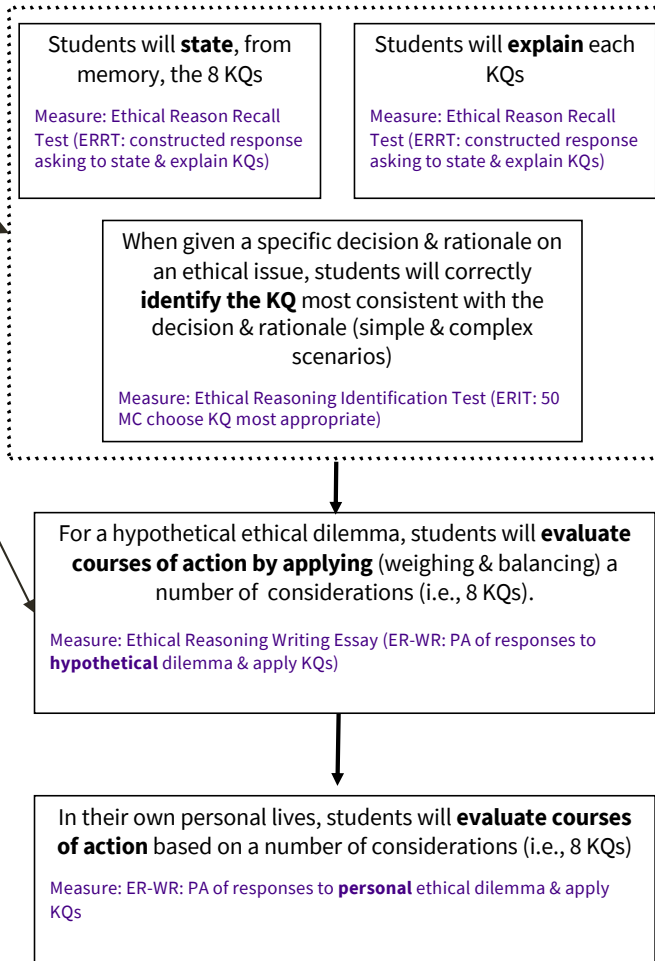 Students will state, from
memory, the 8 KQs
Measure: Ethical Reason Recall
Test (ERRT: constructed response
asking to state & explain KQs)
Students will explain each
KQs
Measure: Ethical Reason Recall
Test (ERRT: constructed response
asking to state & explain KQs)
When given a specific decision & rationale on
an ethical issue, students will correctly
identify the KQ most consistent with the
decision & rationale (simple & complex
scenarios)
Measure: Ethical Reasoning Identification Test (ERIT: 50
MC choose KQ most appropriate)
For a hypothetical ethical dilemma, students will evaluate
courses of action by applying (weighing & balancing) a
number of considerations (i.e., 8 KQs).
Measure: Ethical Reasoning Writing Essay (ER-WR: PA of responses to
hypothetical dilemma & apply KQs)
In their own personal lives, students will evaluate courses
of action based on a number of considerations (i.e., 8 KQs)
Measure: ER-WR: PA of responses to personal ethical dilemma & apply
KQs